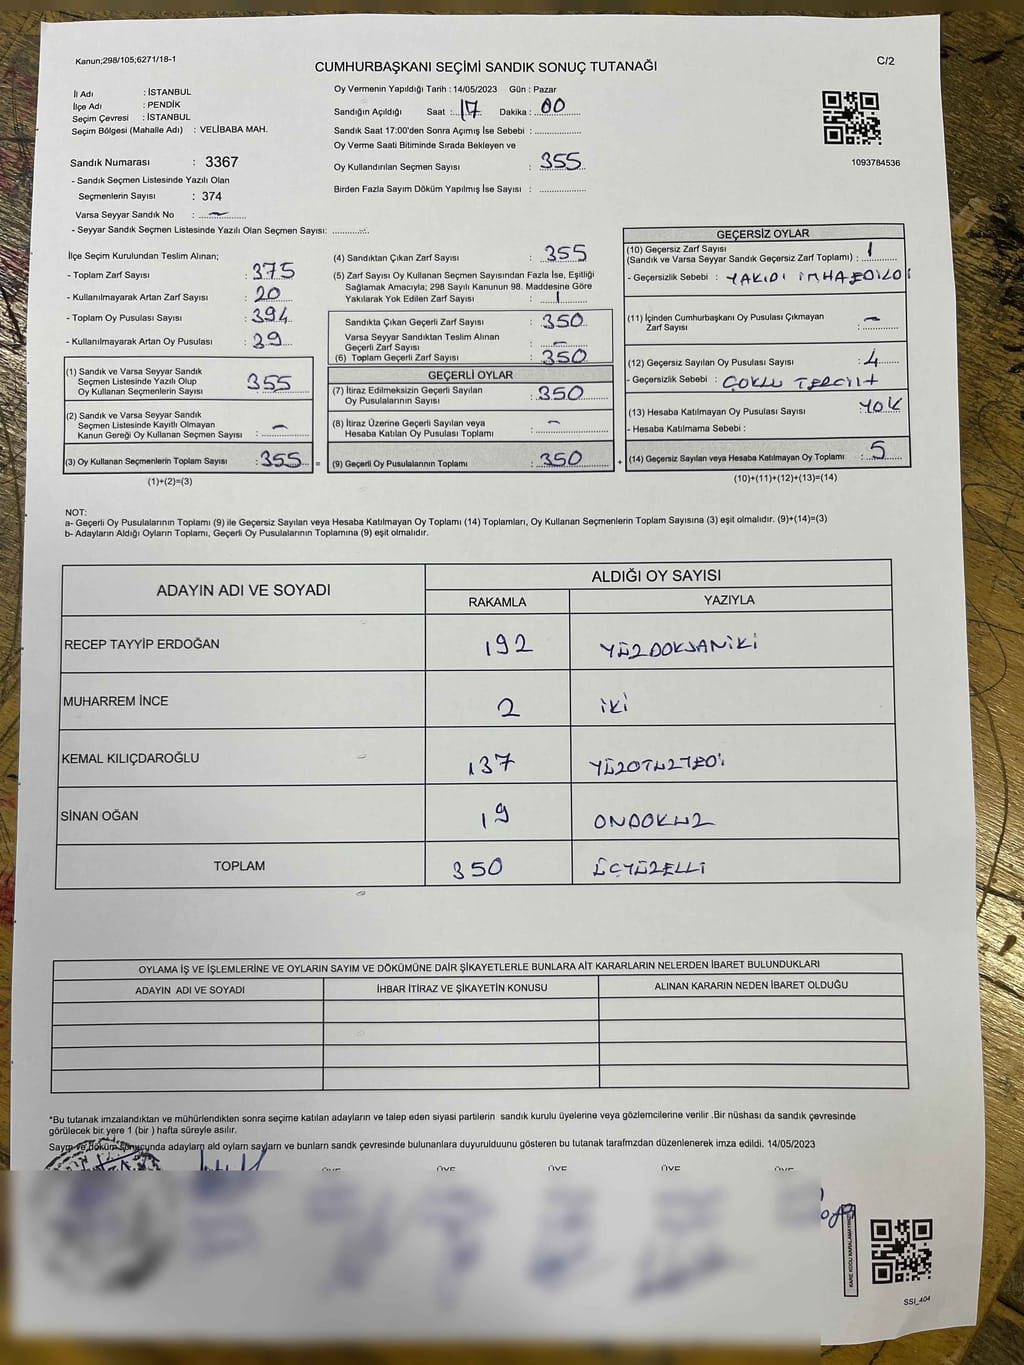 Kanun;298/105;6271/18-1
C/2
CUMHURBAŞKANI SEÇİMİ SANDIK SONUÇ TUTANAĞI
İl Adı : İSTANBUL
İlçe Adı : PENDİK
Seçim Çevresi : İSTANBUL
Seçim Bölgesi (Mahalle Adı) : VELİBABA MAH.
Sandık Numarası : 3367
- Sandık Seçmen Listesinde Yazılı Olan
Seçmenlerin Sayısı : 374
Varsa Seyyar Sandık No : –
- Seyyar Sandık Seçmen Listesinde Yazılı Olan Seçmen Sayısı: ............
Oy Vermenin Yapıldığı Tarih : 14/05/2023 Gün : Pazar
Sandığın Açıldığı Saat : 17 Dakika : 00
Sandık Saat 17:00'den Sonra Açımış İse Sebebi : ............
Oy Verme Saati Bitiminde Sırada Bekleyen ve
Oy Kullandırılan Seçmen Sayısı : 355
Birden Fazla Sayım Döküm Yapılmış İse Sayısı : ............
1093784536
İlçe Seçim Kurulundan Teslim Alınan;
- Toplam Zarf Sayısı : 375
- Kullanılmayarak Artan Zarf Sayısı : 20
- Toplam Oy Pusulası Sayısı : 394
- Kullanılmayarak Artan Oy Pusulası : 39
(1) Sandık ve Varsa Seyyar Sandık
Seçmen Listesinde Yazılı Olup
Oy Kullanan Seçmenlerin Sayısı : 355
(2) Sandık ve Varsa Seyyar Sandık
Seçmen Listesinde Kayıtlı Olmayan
Kanun Gereği Oy Kullanan Seçmen Sayısı : –
(3) Oy Kullanan Seçmenlerin Toplam Sayısı : 355 =
(1)+(2)=(3)
(4) Sandıktan Çıkan Zarf Sayısı : 355
(5) Zarf Sayısı Oy Kullanan Seçmen Sayısından Fazla İse, Eşitliği
Sağlamak Amacıyla; 298 Sayılı Kanunun 98. Maddesine Göre
Yakılarak Yok Edilen Zarf Sayısı : 1
Sandıkta Çıkan Geçerli Zarf Sayısı : 350
Varsa Seyyar Sandıktan Teslim Alınan
Geçerli Zarf Sayısı : –
(6) Toplam Geçerli Zarf Sayısı : 350
GEÇERLİ OYLAR
(7) İtiraz Edilmeksizin Geçerli Sayılan
Oy Pusulalarının Sayısı : 350
(8) İtiraz Üzerine Geçerli Sayılan veya
Hesaba Katılan Oy Pusulası Toplamı : –
(9) Geçerli Oy Pusulalarının Toplamı : 350 +
GEÇERSİZ OYLAR
(10) Geçersiz Zarf Sayısı
(Sandık ve Varsa Seyyar Sandık Geçersiz Zarf Toplamı) : 1
- Geçersizlik Sebebi : YAKIDI İMHA EDİLDİ
(11) İçinden Cumhurbaşkanı Oy Pusulası Çıkmayan
Zarf Sayısı : –
(12) Geçersiz Sayılan Oy Pusulası Sayısı : 4
- Geçersizlik Sebebi : ÇOKLU TERCİH
(13) Hesaba Katılmayan Oy Pusulası Sayısı : YOK
- Hesaba Katılmama Sebebi :
(14) Geçersiz Sayılan veya Hesaba Katılmayan Oy Toplamı : 5
(10)+(11)+(12)+(13)=(14)
NOT:
a- Geçerli Oy Pusulalarının Toplamı (9) ile Geçersiz Sayılan veya Hesaba Katılmayan Oy Toplamı (14) Toplamları, Oy Kullanan Seçmenlerin Toplam Sayısına (3) eşit olmalıdır. (9)+(14)=(3)
b- Adayların Aldığı Oyların Toplamı, Geçerli Oy Pusulalarının Toplamına (9) eşit olmalıdır.
ADAYIN ADI VE SOYADI ALDIĞI OY SAYISI
RAKAMLA YAZIYLA
RECEP TAYYİP ERDOĞAN 192 YÜZDOKSANİKİ
MUHARREM İNCE 2 İKİ
KEMAL KILIÇDAROĞLU 137 YÜZOTUZYEDİ
SİNAN OĞAN 19 ONDOKUZ
TOPLAM 350 ÜÇYÜZELLİ
OYLAMA İŞ VE İŞLEMLERİNE VE OYLARIN SAYIM VE DÖKÜMÜNE DAİR ŞİKAYETLERLE BUNLARA AİT KARARLARIN NELERDEN İBARET BULUNDUKLARI
ADAYIN ADI VE SOYADI İHBAR İTİRAZ VE ŞİKAYETİN KONUSU ALINAN KARARIN NEDEN İBARET OLDUĞU
*Bu tutanak imzalandıktan ve mühürlendikten sonra seçime katılan adayların ve talep eden siyasi partilerin sandık kurulu üyelerine veya gözlemcilerine verilir .Bir nüshası da sandık çevresinde
görülecek bir yere 1 (bir ) hafta süreyle asılır.
Sayım ve döküm sonucunda adayların ald oyların sayların ve bunların sandk çevresinde bulunanlara duyurulduunu gösteren bu tutanak tarafmzdan düzenlenerek imza edildi. 14/05/2023
ÜYE ÜYE ÜYE ÜYE ÜYE
SSİ_404